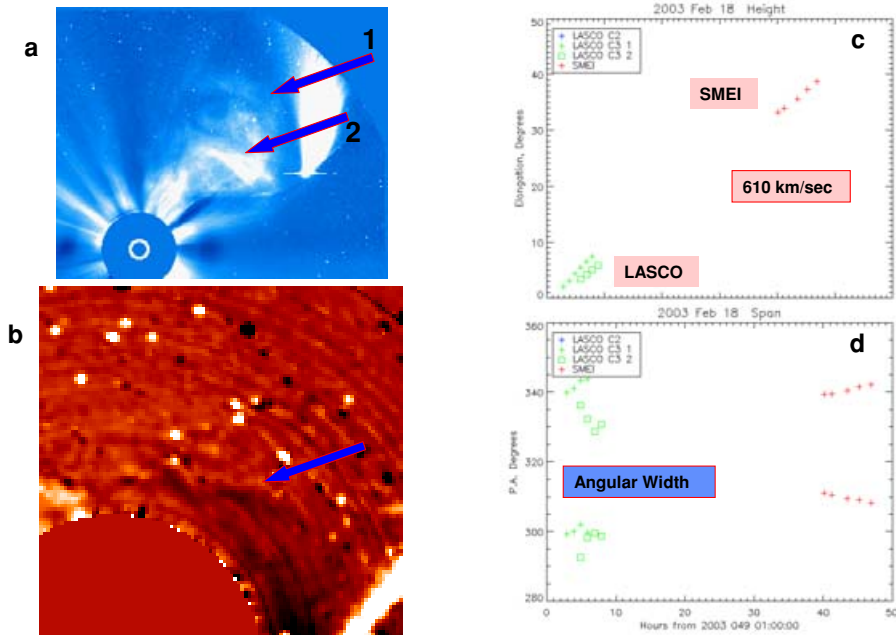 a
1
2
b
2003 Feb 18 Height
c
LASCO C2
LASCO C3 1
LASCO C3 2
SMEI
SMEI
610 km/sec
LASCO
Elongation, Degrees
50
40
30
20
10
0
2003 Feb 18 Span
d
LASCO C2
LASCO C3 1
LASCO C3 2
SMEI
Angular Width
P.A. Degrees
360
340
320
300
280
0 10 20 30 40 50
Hours from 2003 049 01:00:00